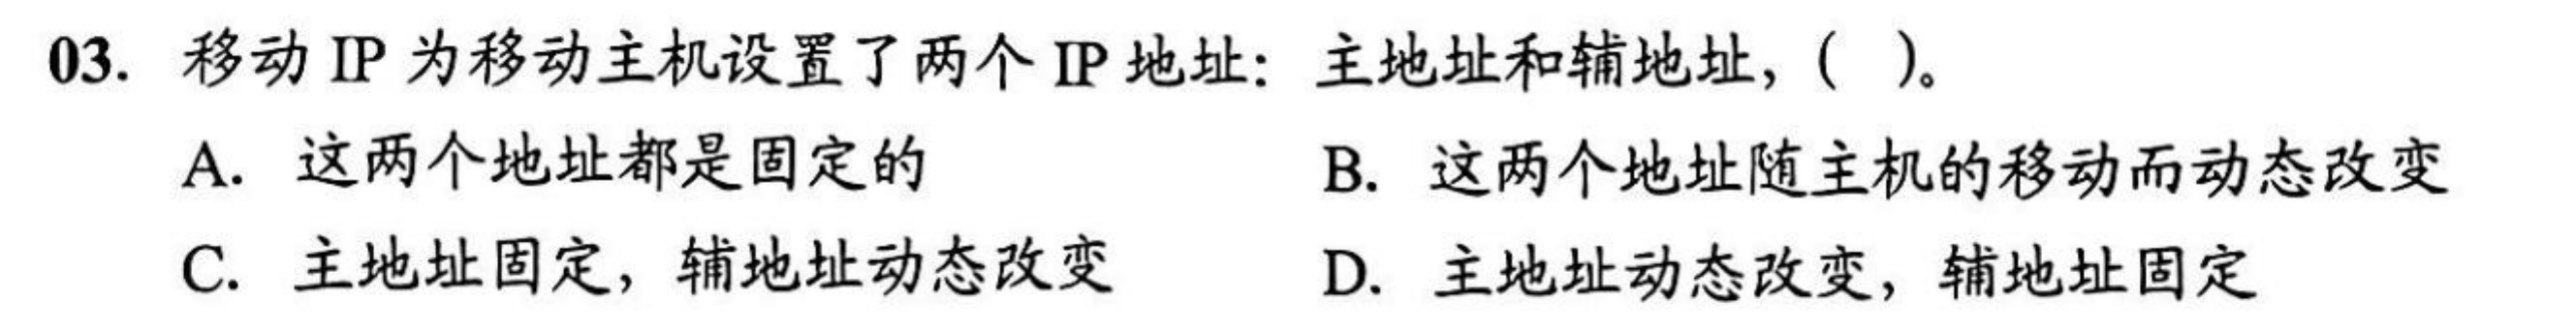 03. 移动 IP 为移动主机设置了两个 IP 地址：主地址和辅地址，( )。
A. 这两个地址都是固定的 B. 这两个地址随主机的移动而动态改变
C. 主地址固定，辅地址动态改变 D. 主地址动态改变，辅地址固定